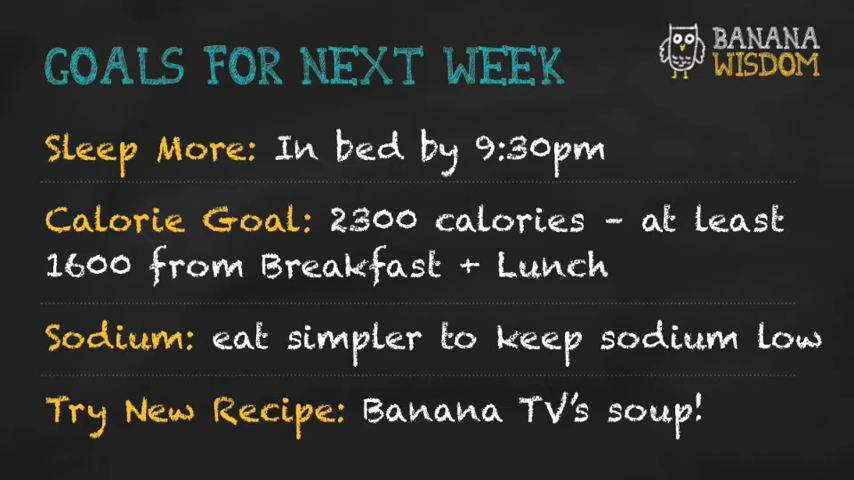 GOALS FOR NEXT WEEK
BANANA
WISDOM
Sleep More: In bed by 9:30pm
Calorie Goal: 2300 calories - at least
1600 from Breakfast + Lunch
Sodium: eat simpler to keep sodium low
Try New Recipe: Banana TV's soup!